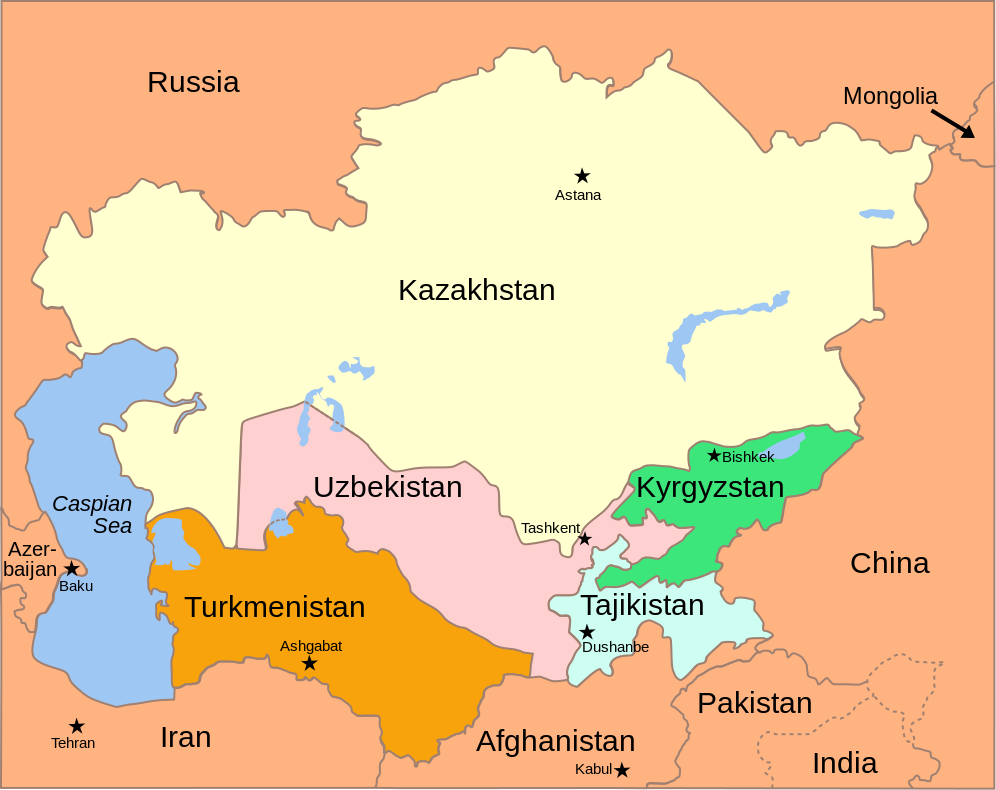 Russia
Mongolia
Astana
Kazakhstan
Bishkek
Uzbekistan
Kyrgyzstan
Caspian
Sea
Tashkent
Azer-
baijan
Baku
China
Turkmenistan
Tajikistan
Ashgabat
Dushanbe
Pakistan
Tehran
Iran
Afghanistan
Kabul
India